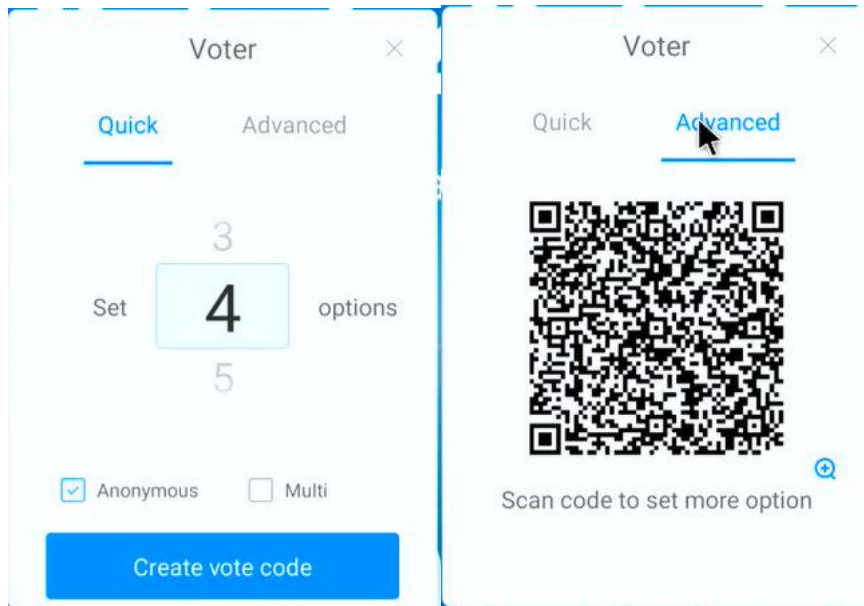 Voter
Quick Advanced
3
Set 4 options
5
Anonymous Multi
Create vote code
Voter
Quick Advanced
Scan code to set more option